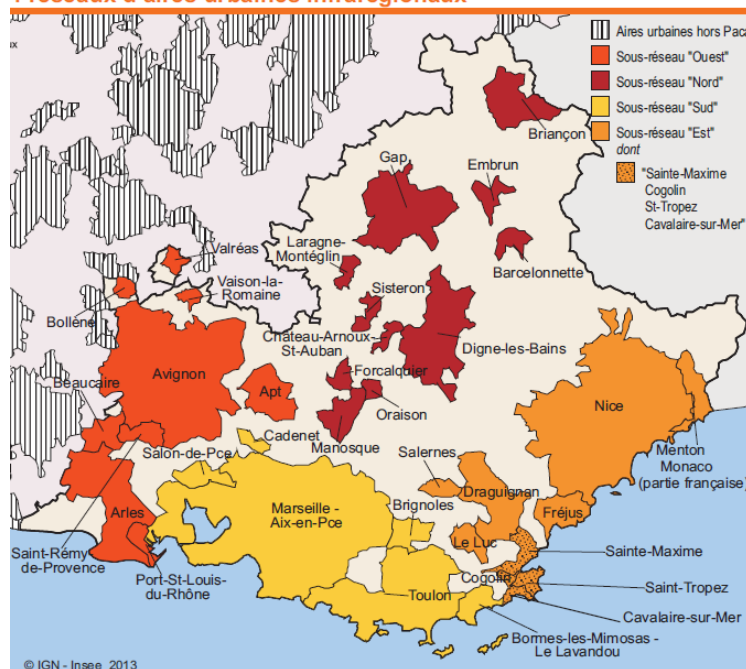 Aires urbaines hors Paca
Sous-réseau "Ouest"
Sous-réseau "Nord"
Sous-réseau "Sud"
Sous-réseau "Est"
dont
"Sainte-Maxime
Cogolin
St-Tropez
Cavalaire-sur-Mer"
Briançon
Gap
Embrun
Valréas
Laragne-
Montéglin
Barcelonnette
Vaison-la-
Romaine
Sisteron
Bollène
Château-Arnoux-
St-Auban
Digne-les-Bains
Avignon
Forcalquier
Beaucaire
Apt
Oraison
Nice
Cadenet
Manosque
Salon-de-Pce
Salernes
Menton
Monaco
(partie française)
Draguignan
Marseille -
Aix-en-Pce
Brignoles
Arles
Fréjus
Le Luc
Saint-Rémy
de-Provence
Sainte-Maxime
Port-St-Louis-
du-Rhône
Cogolin
Saint-Tropez
Toulon
Cavalaire-sur-Mer
Bormes-les-Mimosas -
Le Lavandou
© IGN - Insee 2013